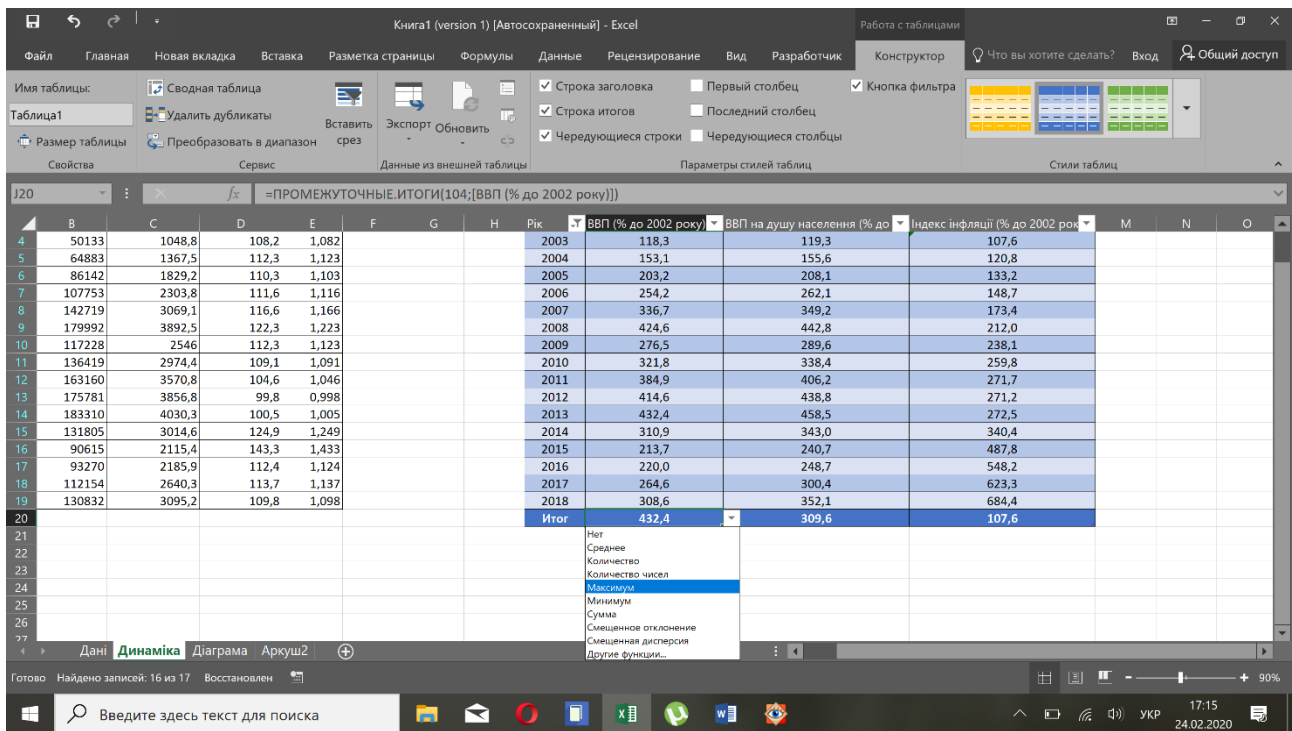 Книга1 (version 1) [Автосохраненный] - Excel
Работа с таблицами
Файл Главная Новая вкладка Вставка Разметка страницы Формулы Данные Рецензирование Вид Разработчик Конструктор Что вы хотите сделать? Вход Общий доступ
Имя таблицы:
Таблица1
Размер таблицы
Свойства
Сводная таблица
Удалить дубликаты
Преобразовать в диапазон
Сервис
Вставить срез
Экспорт Обновить
Данные из внешней таблицы
Строка заголовка Первый столбец Кнопка фильтра
Строка итогов Последний столбец
Чередующиеся строки Чередующиеся столбцы
Параметры стилей таблиц
Стили таблиц
J20 fx =ПРОМЕЖУТОЧНЫЕ.ИТОГИ(104;[ВВП (% до 2002 року)])
B C D E F G H Рік ВВП (% до 2002 року) ВВП на душу населення (% до Індекс інфляції (% до 2002 рок M N O
4 50133 1048,8 108,2 1,082 2003 118,3 119,3 107,6
5 64883 1367,5 112,3 1,123 2004 153,1 155,6 120,8
6 86142 1829,2 110,3 1,103 2005 203,2 208,1 133,2
7 107753 2303,8 111,6 1,116 2006 254,2 262,1 148,7
8 142719 3069,1 116,6 1,166 2007 336,7 349,2 173,4
9 179992 3892,5 122,3 1,223 2008 424,6 442,8 212,0
10 117228 2546 112,3 1,123 2009 276,5 289,6 238,1
11 136419 2974,4 109,1 1,091 2010 321,8 338,4 259,8
12 163160 3570,8 104,6 1,046 2011 384,9 406,2 271,7
13 175781 3856,8 99,8 0,998 2012 414,6 438,8 271,2
14 183310 4030,3 100,5 1,005 2013 432,4 458,5 272,5
15 131805 3014,6 124,9 1,249 2014 310,9 343,0 340,4
16 90615 2115,4 143,3 1,433 2015 213,7 240,7 487,8
17 93270 2185,9 112,4 1,124 2016 220,0 248,7 548,2
18 112154 2640,3 113,7 1,137 2017 264,6 300,4 623,3
19 130832 3095,2 109,8 1,098 2018 308,6 352,1 684,4
20 Итог 432,4 309,6 107,6
21 Нет
22 Среднее
Количество
23 Количество чисел
24 Максимум
25 Минимум
Сумма
26 Смещенное отклонение
27 Смещенная дисперсия
Другие функции...
Дані Динаміка Діаграма Аркуш2
Готово Найдено записей: 16 из 17 Восстановлен 90%
Введите здесь текст для поиска
УКР 17:15
24.02.2020